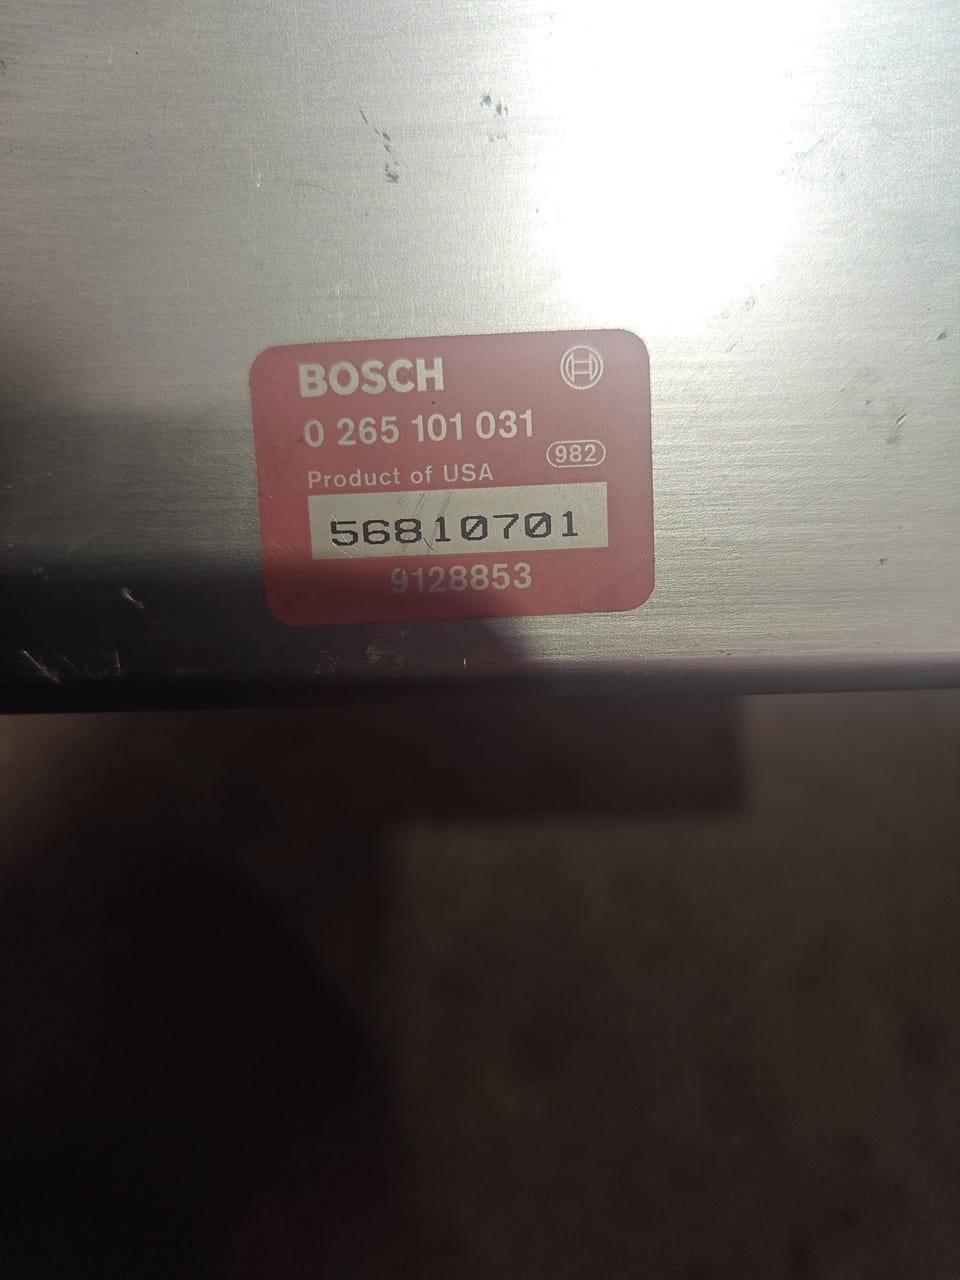 BOSCH
0 265 101 031
982
Product of USA
56810701
9128853